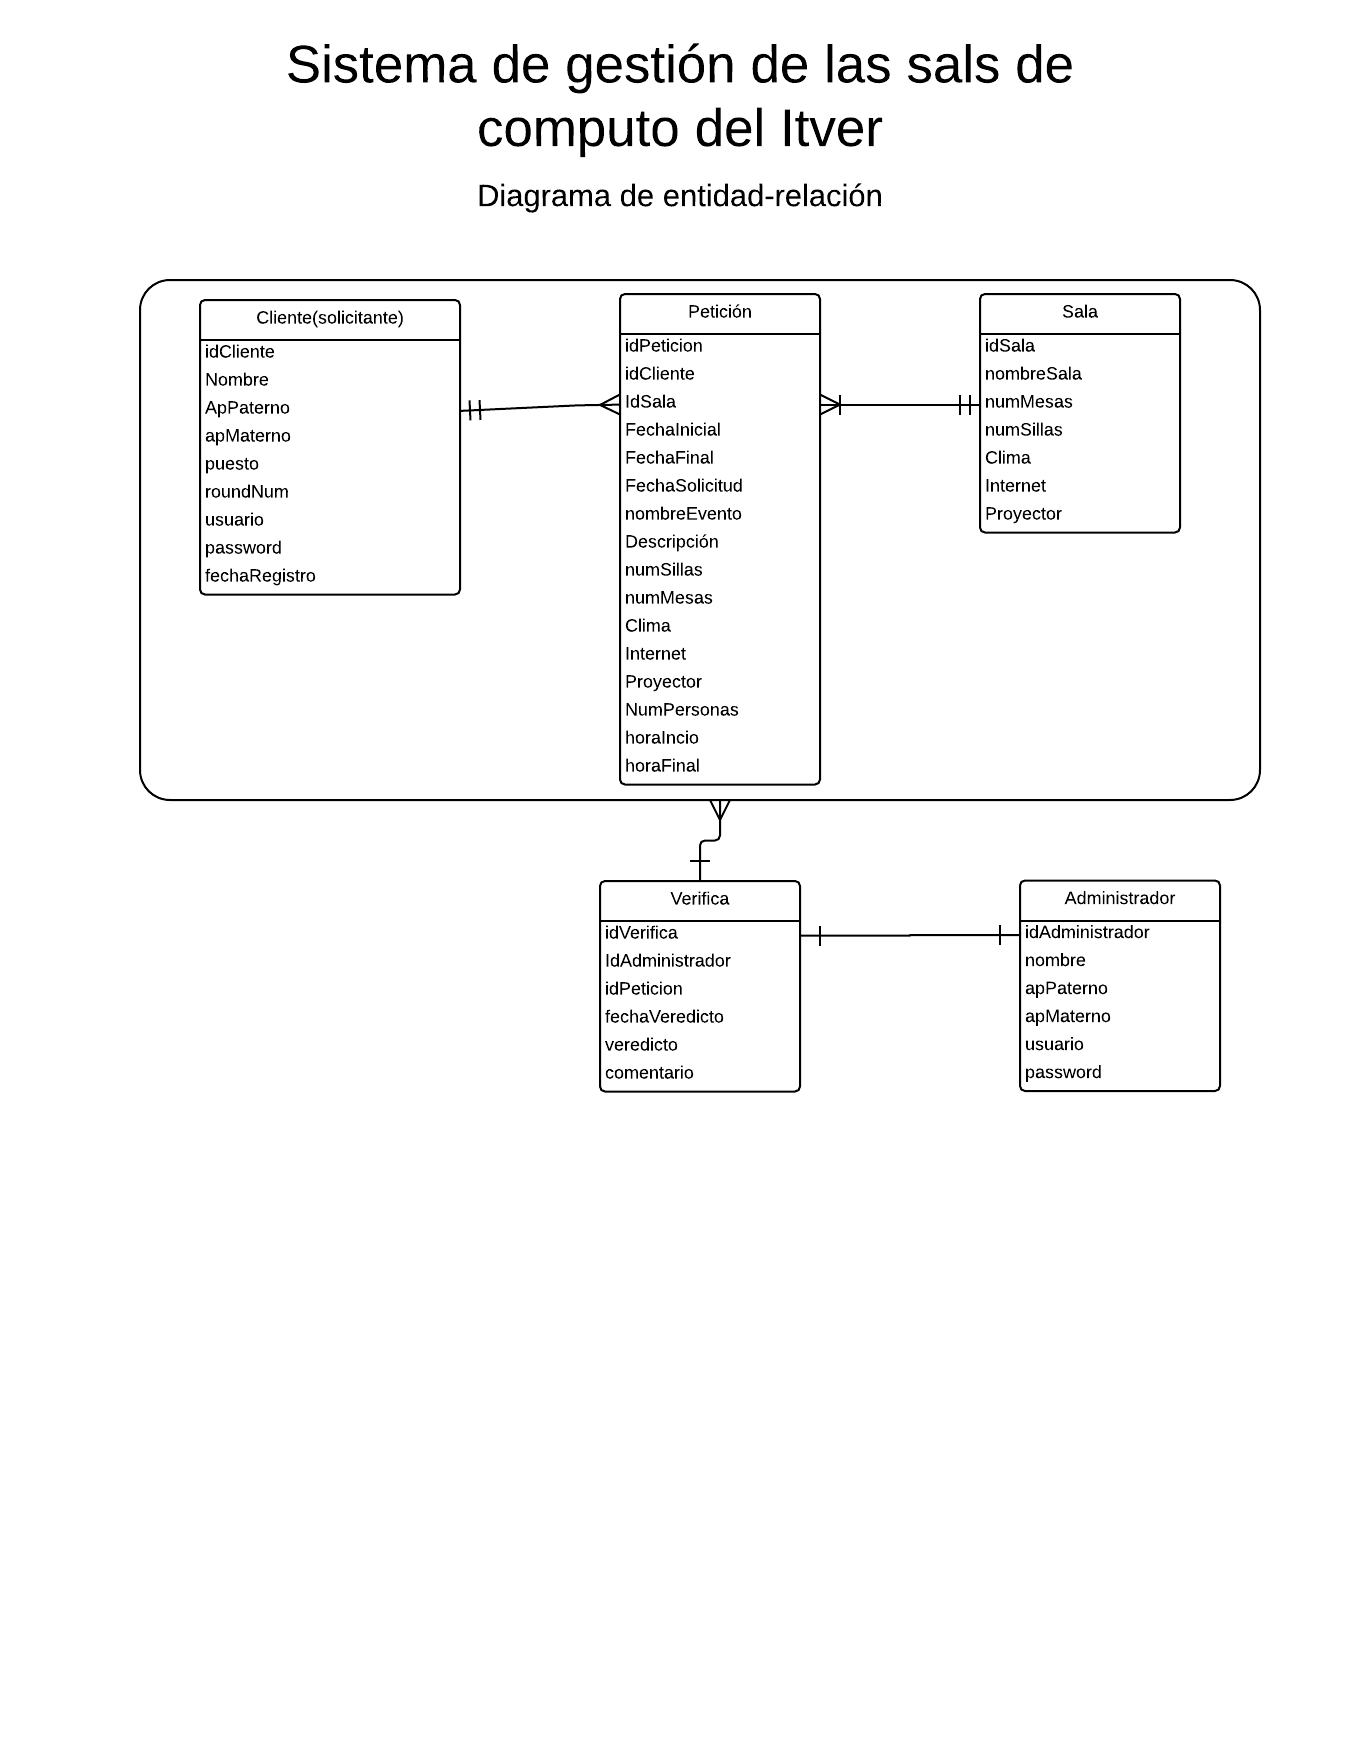 Sistema de gestión de las sals de
computo del Itver
Diagrama de entidad-relación
Cliente(solicitante)
idCliente
Nombre
ApPaterno
apMaterno
puesto
roundNum
usuario
password
fechaRegistro
Petición
idPeticion
idCliente
IdSala
FechaInicial
FechaFinal
FechaSolicitud
nombreEvento
Descripción
numSillas
numMesas
Clima
Internet
Proyector
NumPersonas
horaIncio
horaFinal
Sala
idSala
nombreSala
numMesas
numSillas
Clima
Internet
Proyector
Verifica
idVerifica
IdAdministrador
idPeticion
fechaVeredicto
veredicto
comentario
Administrador
idAdministrador
nombre
apPaterno
apMaterno
usuario
password